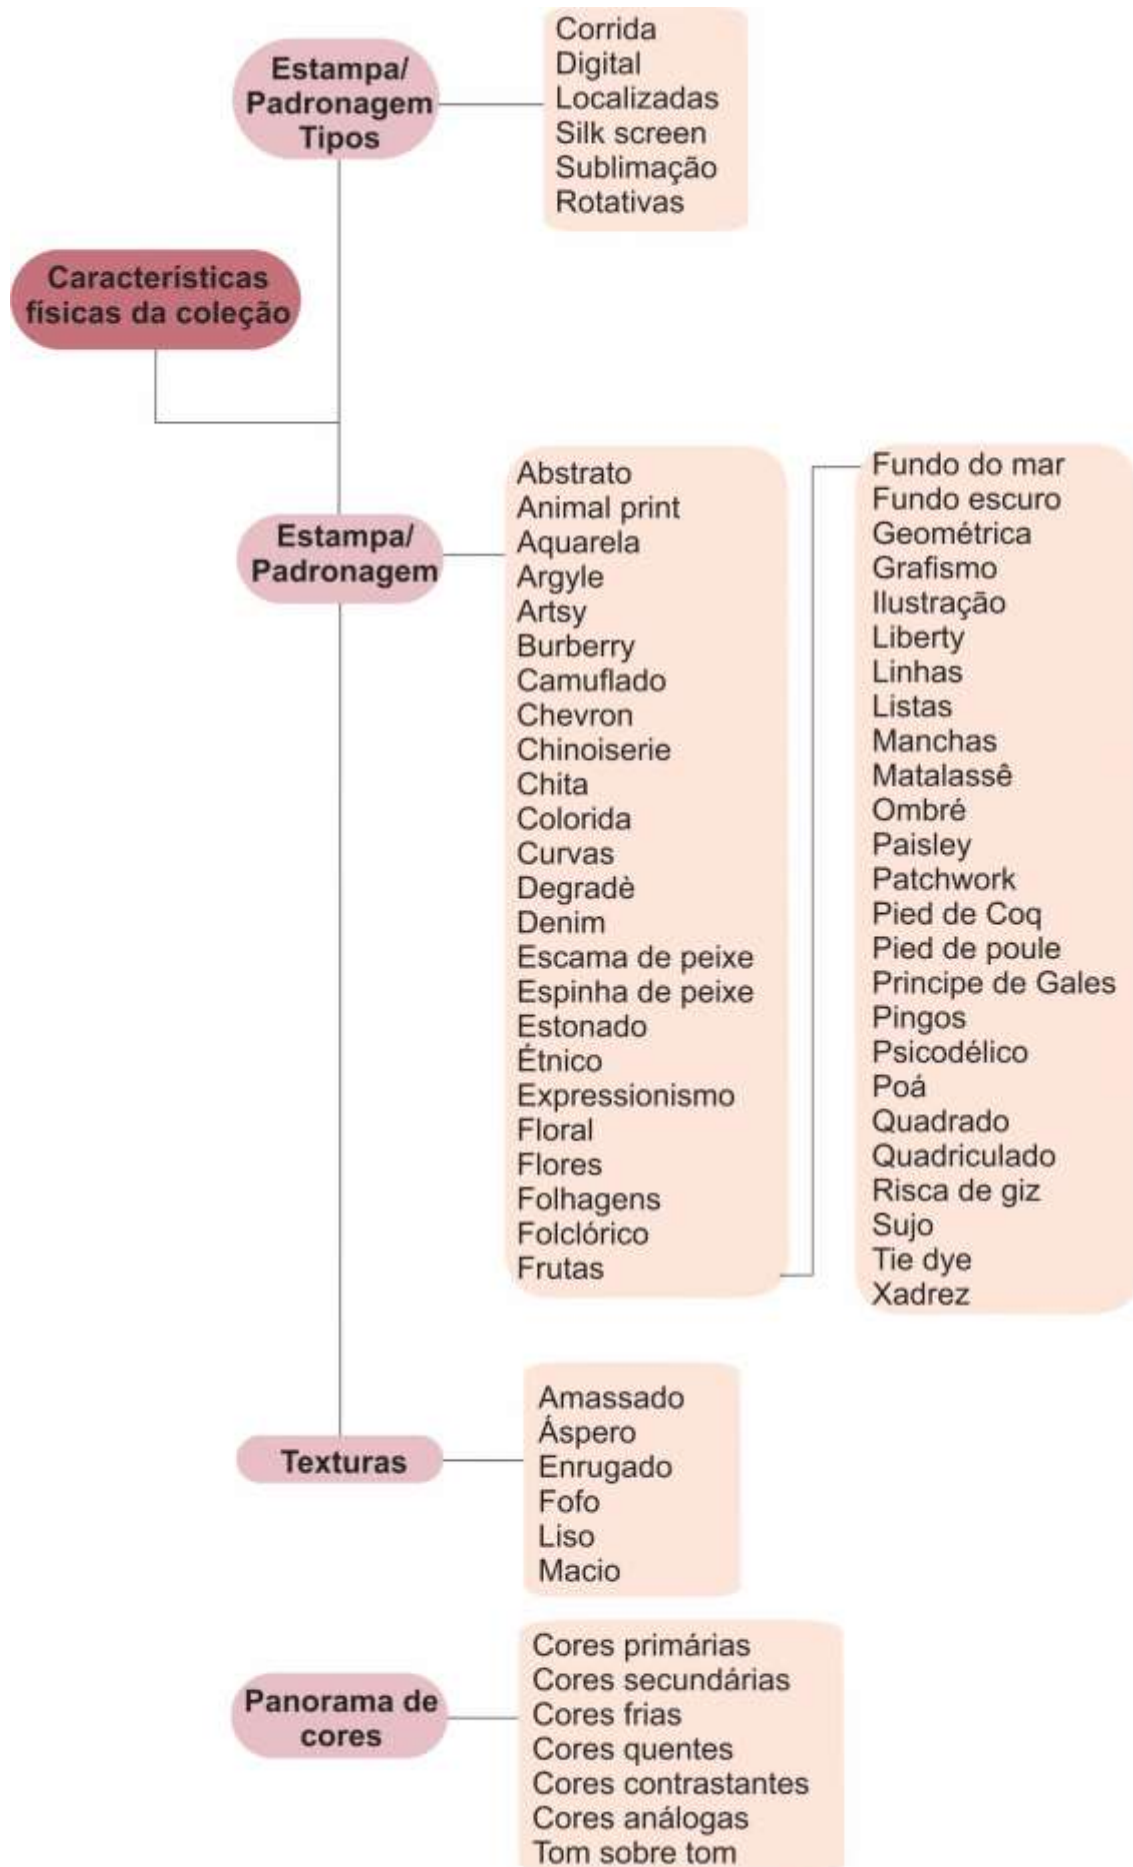 Estampa/
Padronagem
Tipos
Corrida
Digital
Localizadas
Silk screen
Sublimação
Rotativas
Características
físicas da coleção
Estampa/
Padronagem
Abstrato
Animal print
Aquarela
Argyle
Artsy
Burberry
Camuflado
Chevron
Chinoiserie
Chita
Colorida
Curvas
Degradè
Denim
Escama de peixe
Espinha de peixe
Estonado
Étnico
Expressionismo
Floral
Flores
Folhagens
Folclórico
Frutas
Fundo do mar
Fundo escuro
Geométrica
Grafismo
Ilustração
Liberty
Linhas
Listas
Manchas
Matalassê
Ombré
Paisley
Patchwork
Pied de Coq
Pied de poule
Principe de Gales
Pingos
Psicodélico
Poá
Quadrado
Quadriculado
Risca de giz
Sujo
Tie dye
Xadrez
Texturas
Amassado
Áspero
Enrugado
Fofo
Liso
Macio
Panorama de
cores
Cores primárias
Cores secundárias
Cores frias
Cores quentes
Cores contrastantes
Cores análogas
Tom sobre tom